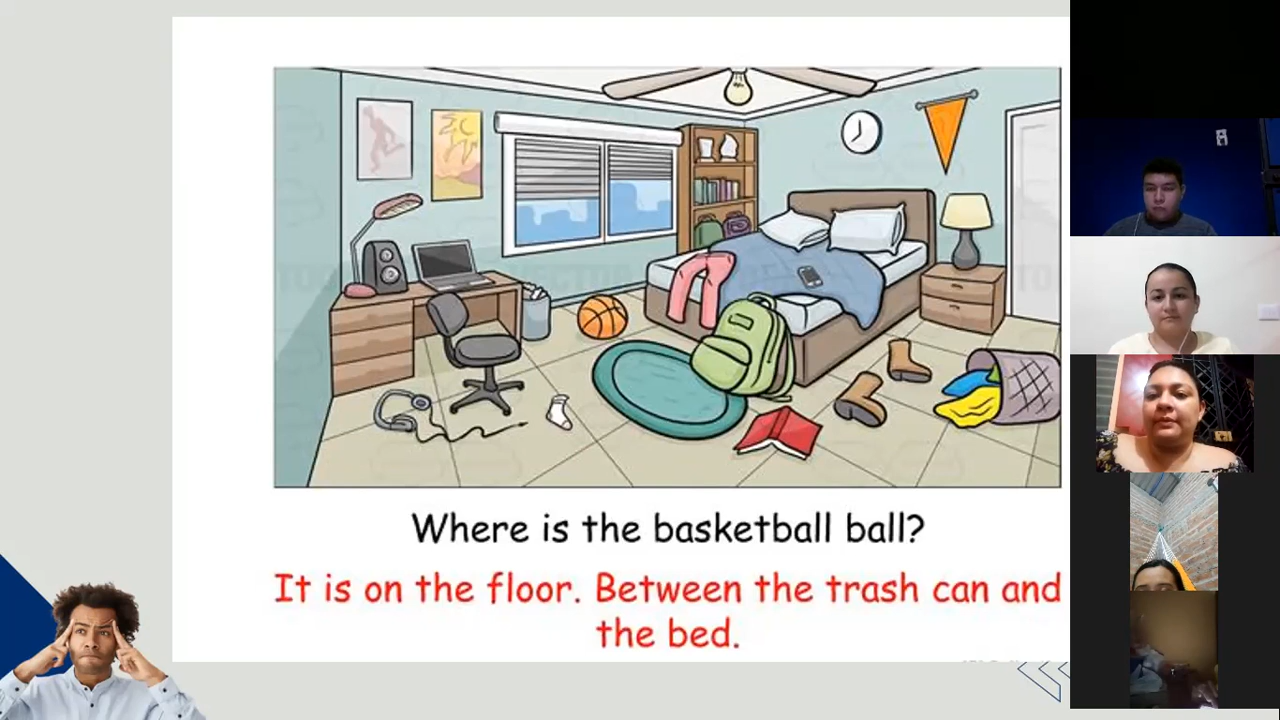 Where is the basketball ball?
It is on the floor. Between the trash can and
the bed.